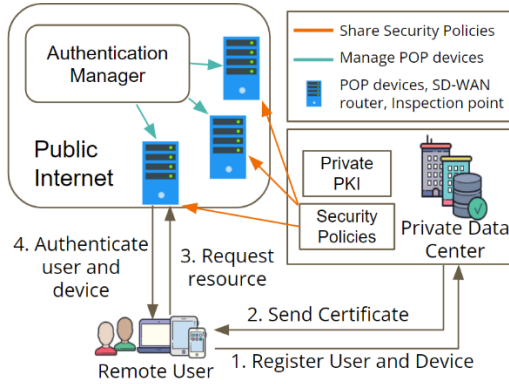 Authentication
Manager
Public
Internet
Share Security Policies
Manage POP devices
POP devices, SD-WAN
router, Inspection point
Private
PKI
Security
Policies
Private Data
Center
4. Authenticate
user and
device
3. Request
resource
2. Send Certificate
1. Register User and Device
Remote User